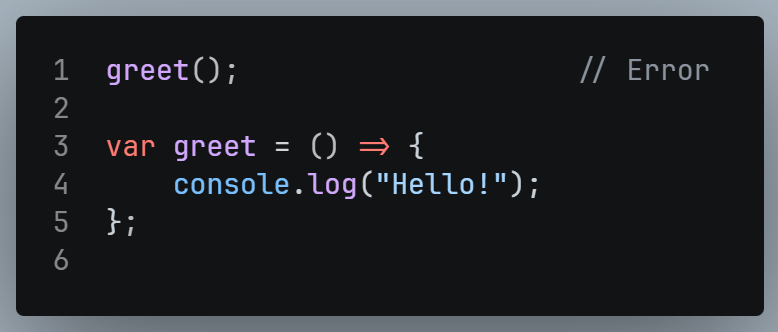 1 greet();                            // Error
2
3 var greet = () => {
4     console.log("Hello!");
5 };
6